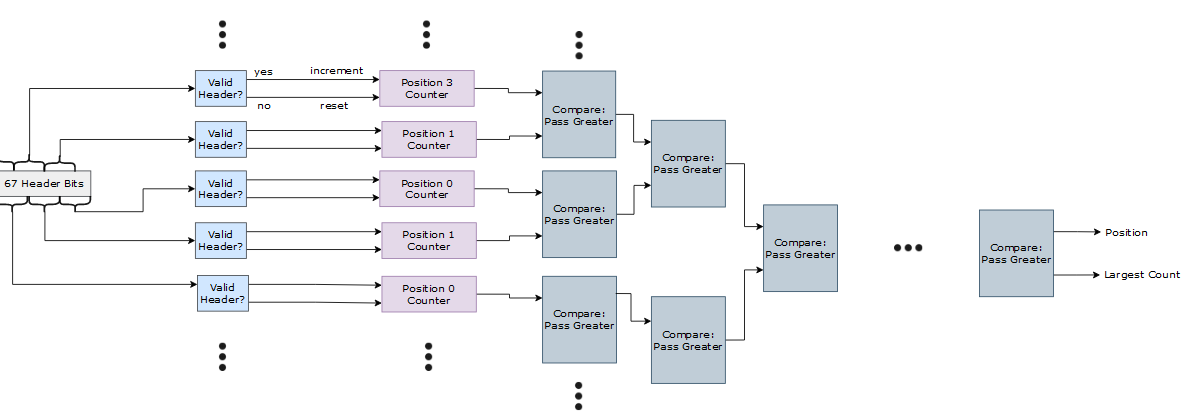 yes
increment
Valid
Header?
Position 3
Counter
no
reset
Compare:
Pass Greater
Valid
Header?
Position 1
Counter
Compare:
Pass Greater
67 Header Bits
Valid
Header?
Position 0
Counter
Compare:
Pass Greater
Valid
Header?
Position 1
Counter
Compare:
Pass Greater
Compare:
Pass Greater
Position
Largest Count
Valid
Header?
Position 0
Counter
Compare:
Pass Greater
Compare:
Pass Greater